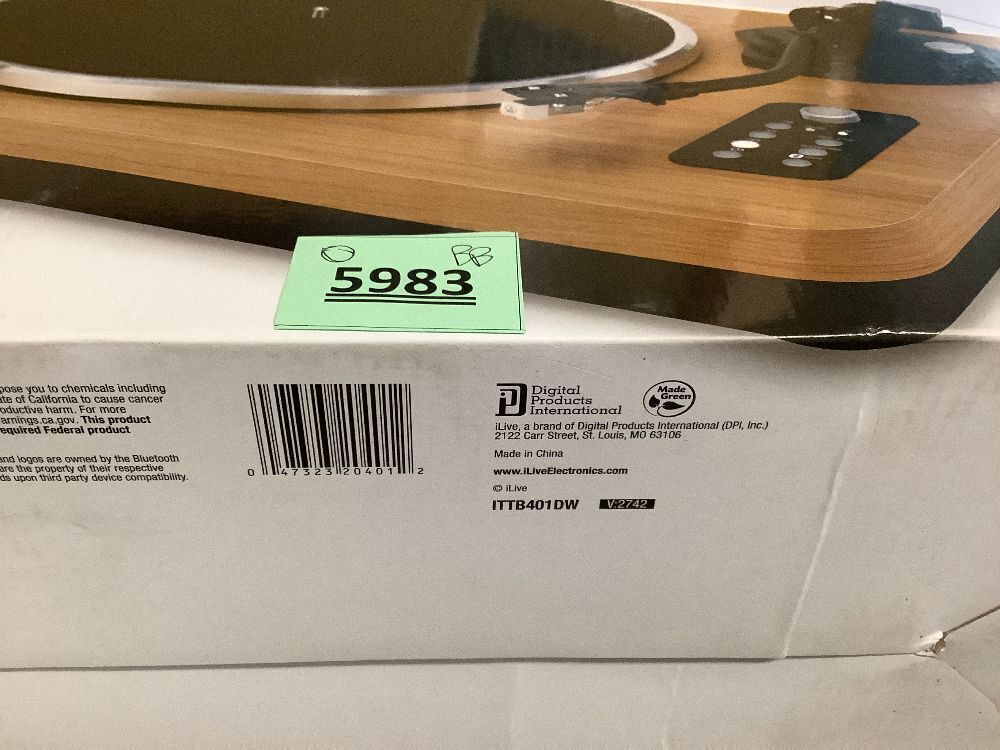 BB
5983
pose you to chemicals including
ate of California to cause cancer
oductive harm. For more
arnings.ca.gov. This product
equired Federal product
and logos are owned by the Bluetooth
are the property of their respective
ds upon third party device compatibility.
0 47323 20401 2
Digital
Products
International
Made
Green
iLive, a brand of Digital Products International (DPI, Inc.)
2122 Carr Street, St. Louis, MO 63106
Made in China
www.iLiveElectronics.com
© iLive
ITTB401DW V:2742